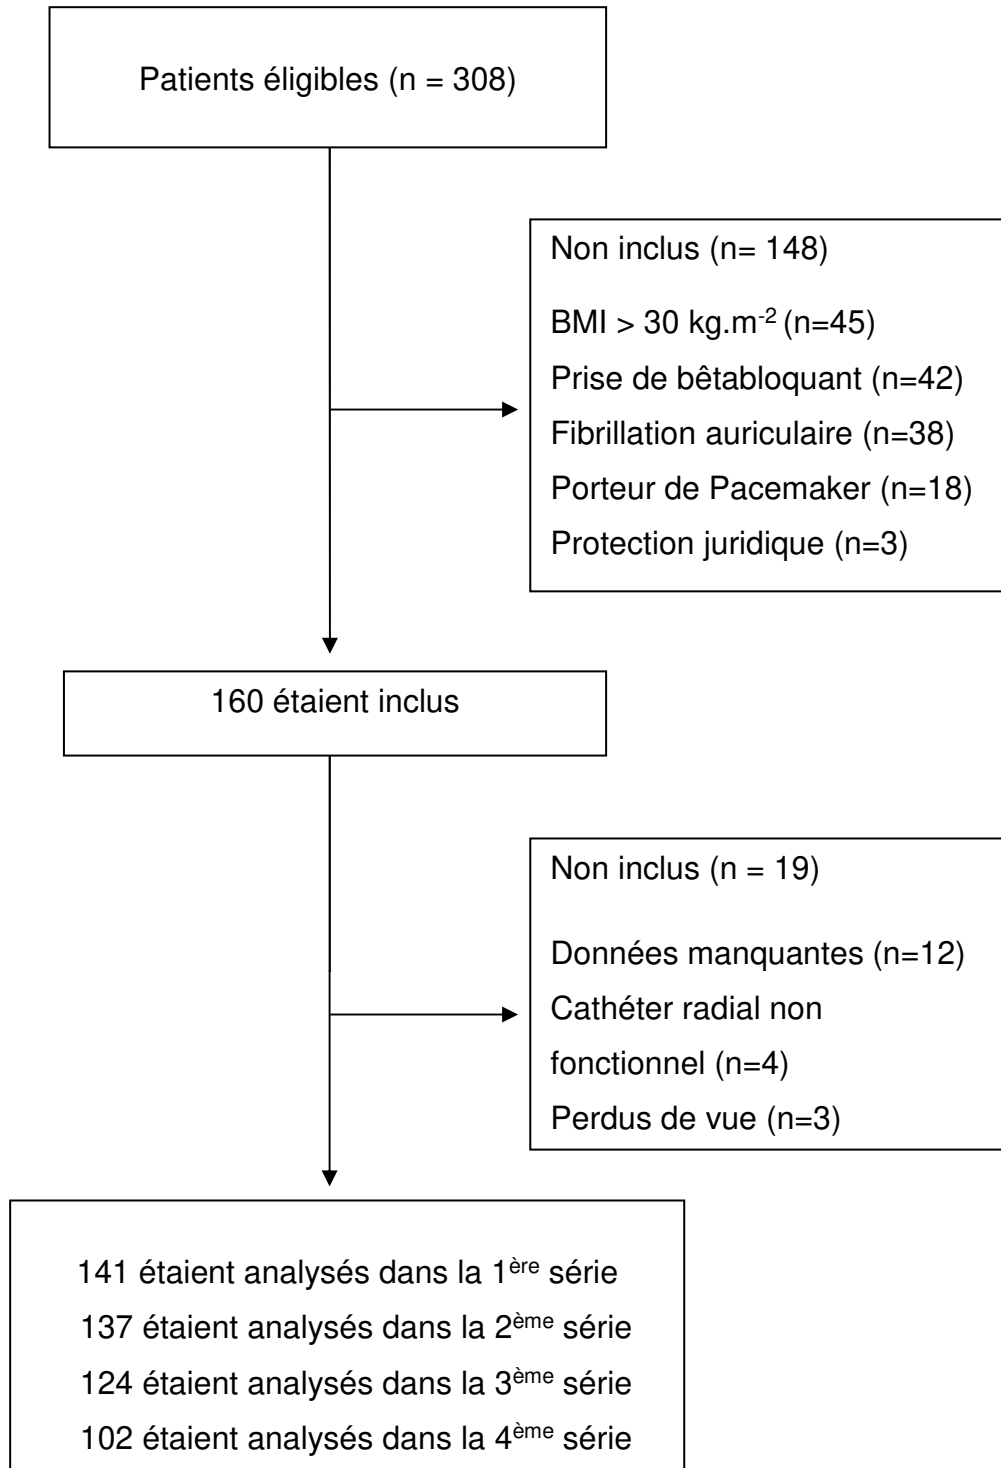 Patients éligibles (n = 308)
Non inclus (n= 148)
BMI > 30 kg.m⁻² (n=45)
Prise de bêtabloquant (n=42)
Fibrillation auriculaire (n=38)
Porteur de Pacemaker (n=18)
Protection juridique (n=3)
160 étaient inclus
Non inclus (n = 19)
Données manquantes (n=12)
Cathéter radial non
fonctionnel (n=4)
Perdus de vue (n=3)
141 étaient analysés dans la 1ère série
137 étaient analysés dans la 2ème série
124 étaient analysés dans la 3ème série
102 étaient analysés dans la 4ème série